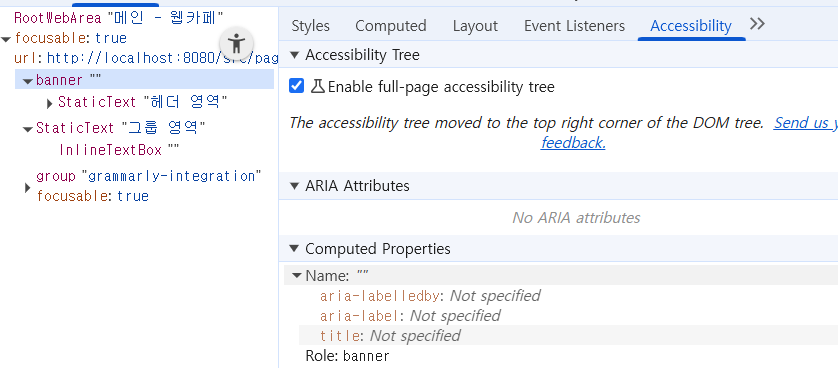 RootWebArea "메인 - 웹카페"
focusable: true
url: http://localhost:8080/src/pag
banner ""
StaticText "헤더 영역"
StaticText "그룹 영역"
InlineTextBox ""
group "grammarly-integration"
focusable: true
Styles Computed Layout Event Listeners Accessibility
Accessibility Tree
Enable full-page accessibility tree
The accessibility tree moved to the top right corner of the DOM tree. Send us y
feedback.
ARIA Attributes
No ARIA attributes
Computed Properties
Name: ""
aria-labelledby: Not specified
aria-label: Not specified
title: Not specified
Role: banner